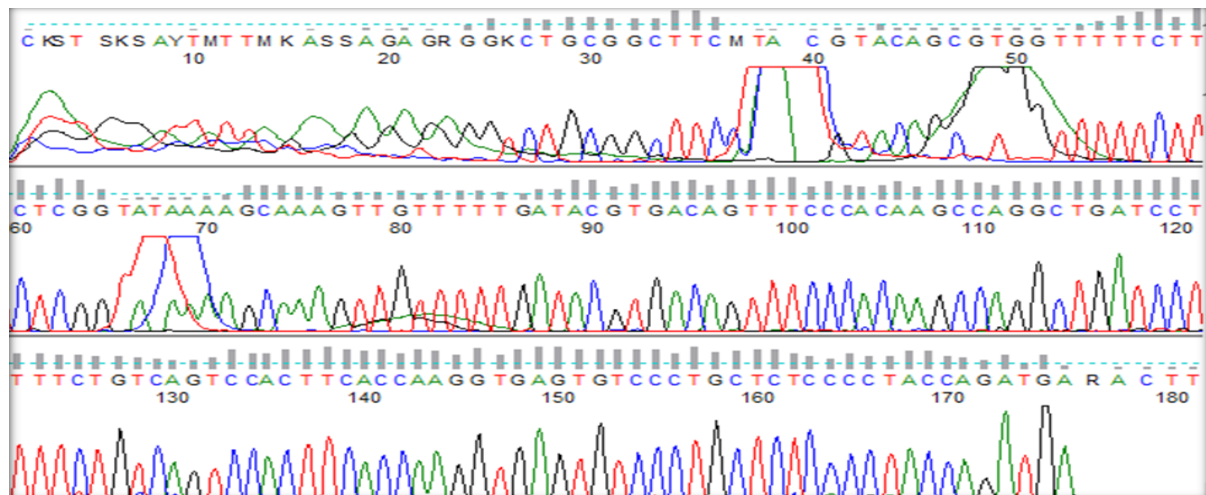 CKST SKSAYTMTTMKASSAGAGRGGKCTGCGGCTTCMTA CGTACAGCGTGGTTTTTCTT
10 20 30 40 50
CTCGGTATAAAAGCAAAGTTGTTTTTGATACGTGACAGTTTCCCACAAGCCAGGCTGATCCT
60 70 80 90 100 110 120
TTTCTGTCAGTCCACTTCACCAAGGTGAGTGTCCCTGCTCTCCCCTACCAGATGARACTT
130 140 150 160 170 180